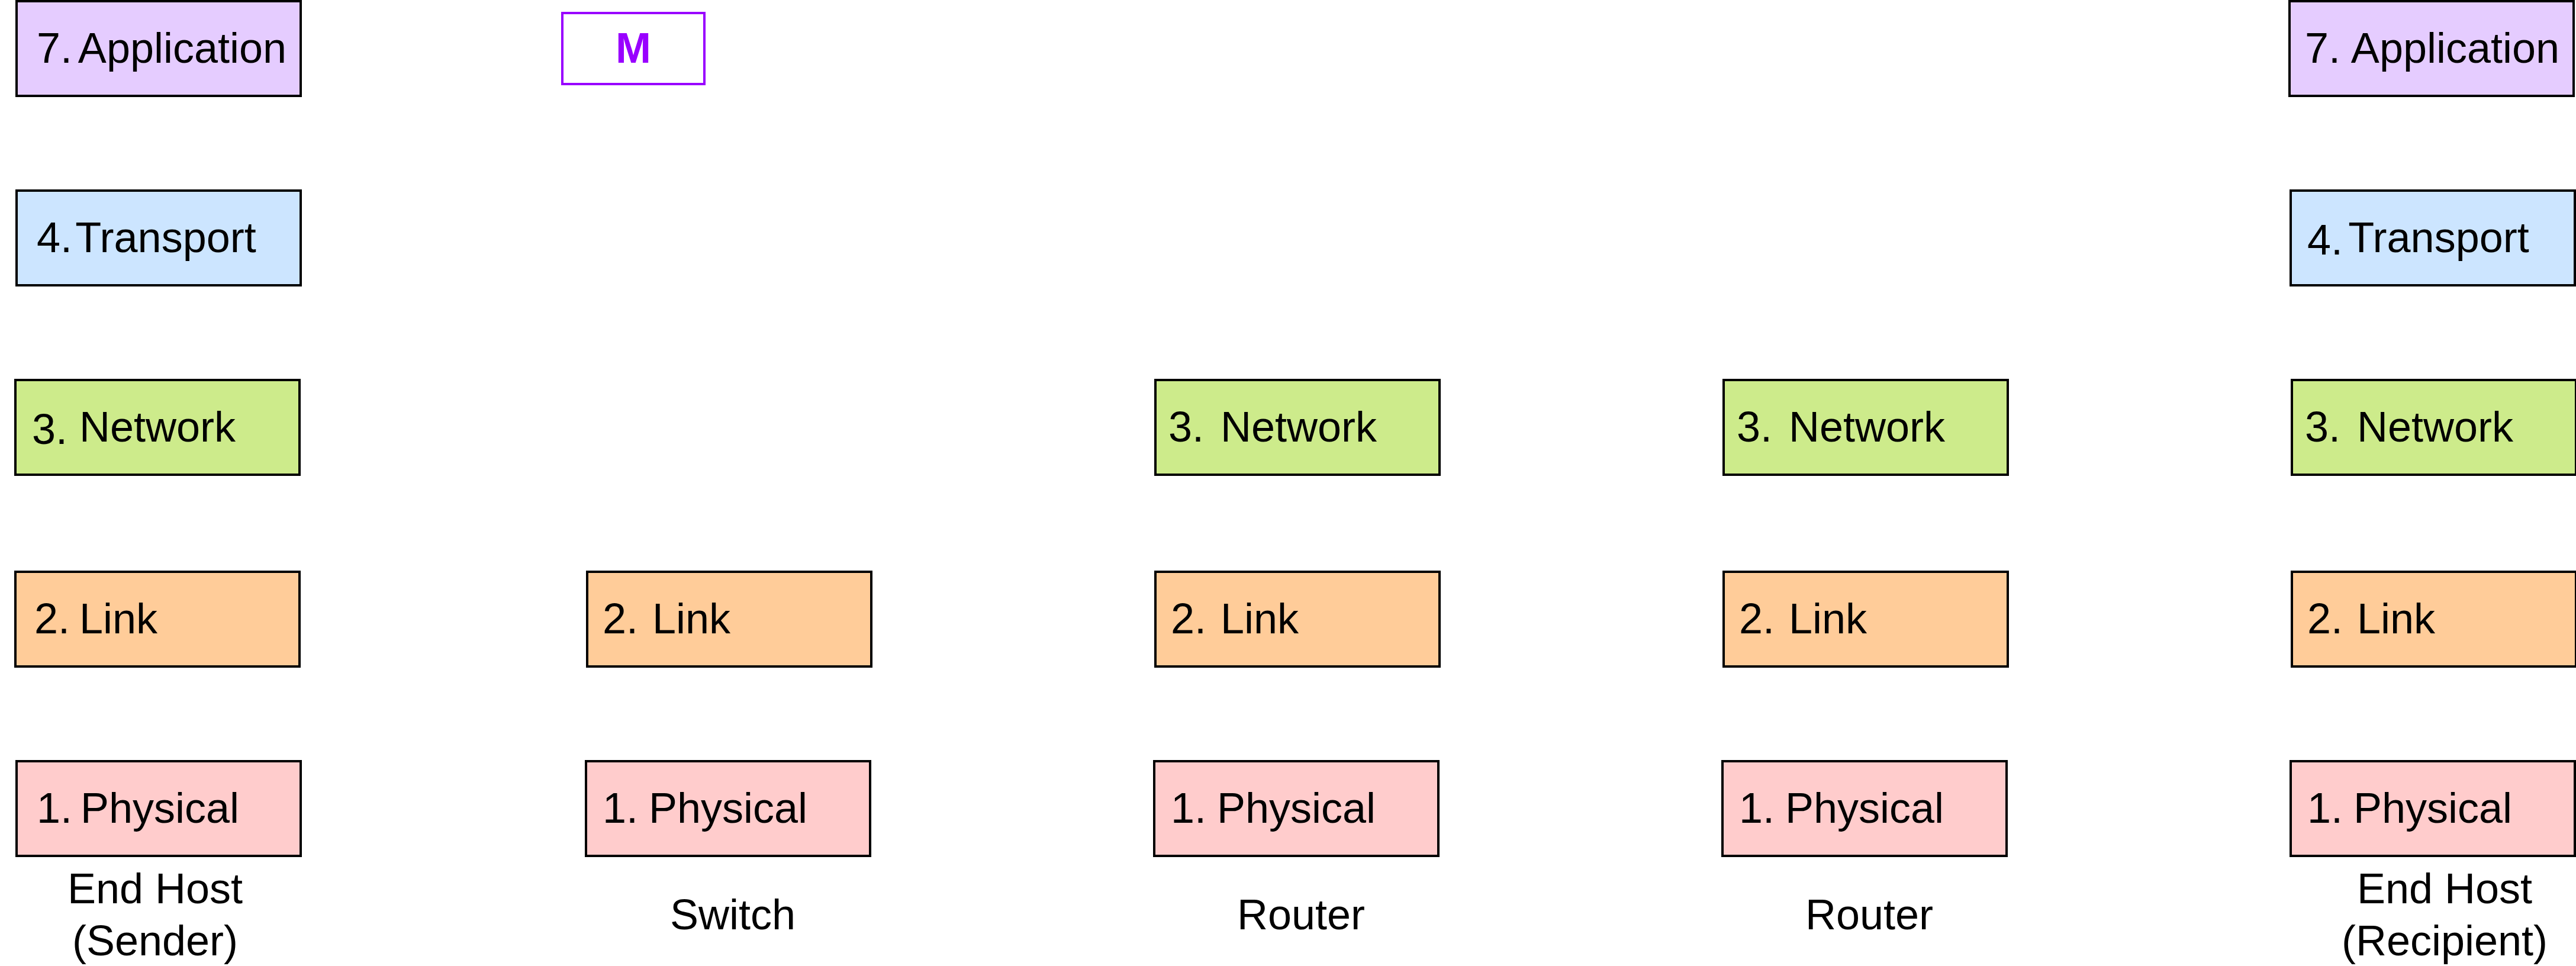 7. Application
M
7. Application
4. Transport
4. Transport
3. Network
3. Network
3. Network
3. Network
2. Link
2. Link
2. Link
2. Link
2. Link
1. Physical
1. Physical
1. Physical
1. Physical
1. Physical
End Host
(Sender)
Switch
Router
Router
End Host
(Recipient)